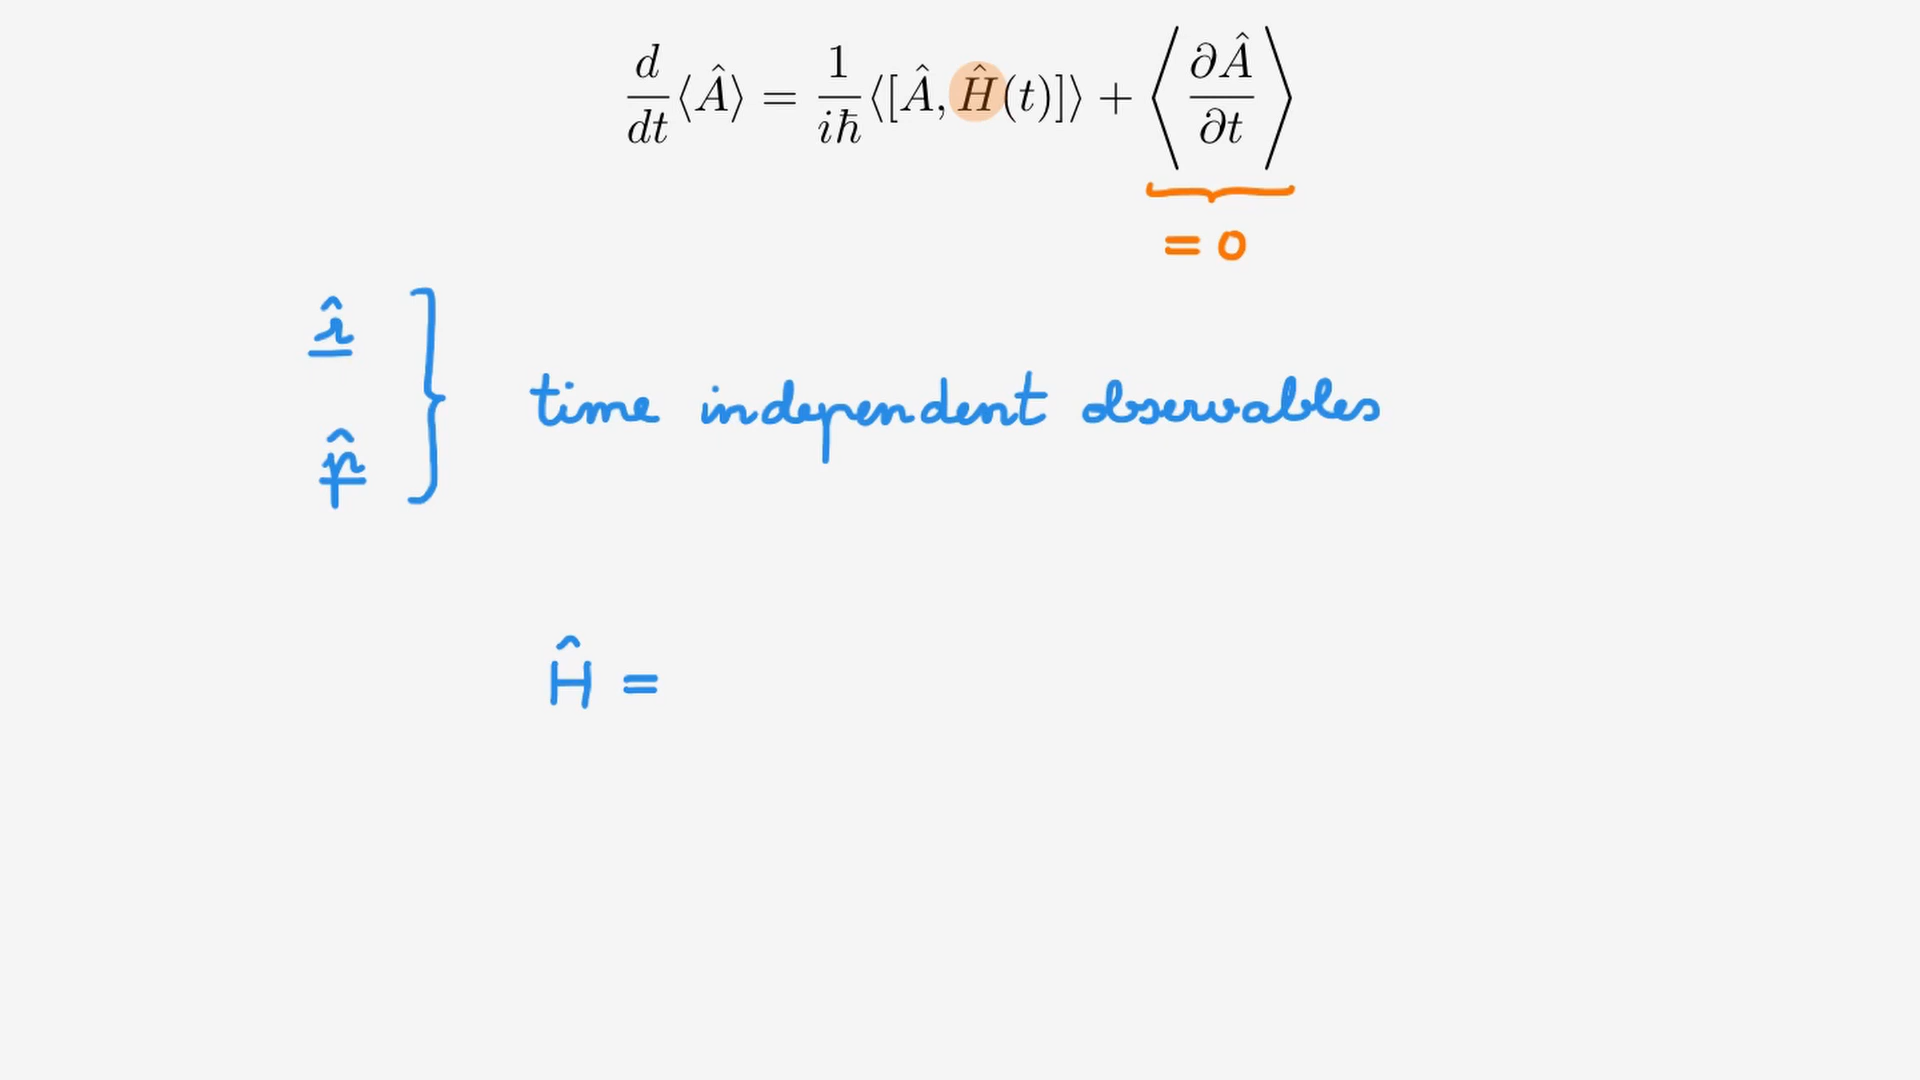 d/dt ⟨Â⟩ = 1/iħ ⟨[Â, Ĥ(t)]⟩ + ⟨∂Â/∂t⟩
= 0
r̂
time independent observables
p̂
Ĥ =